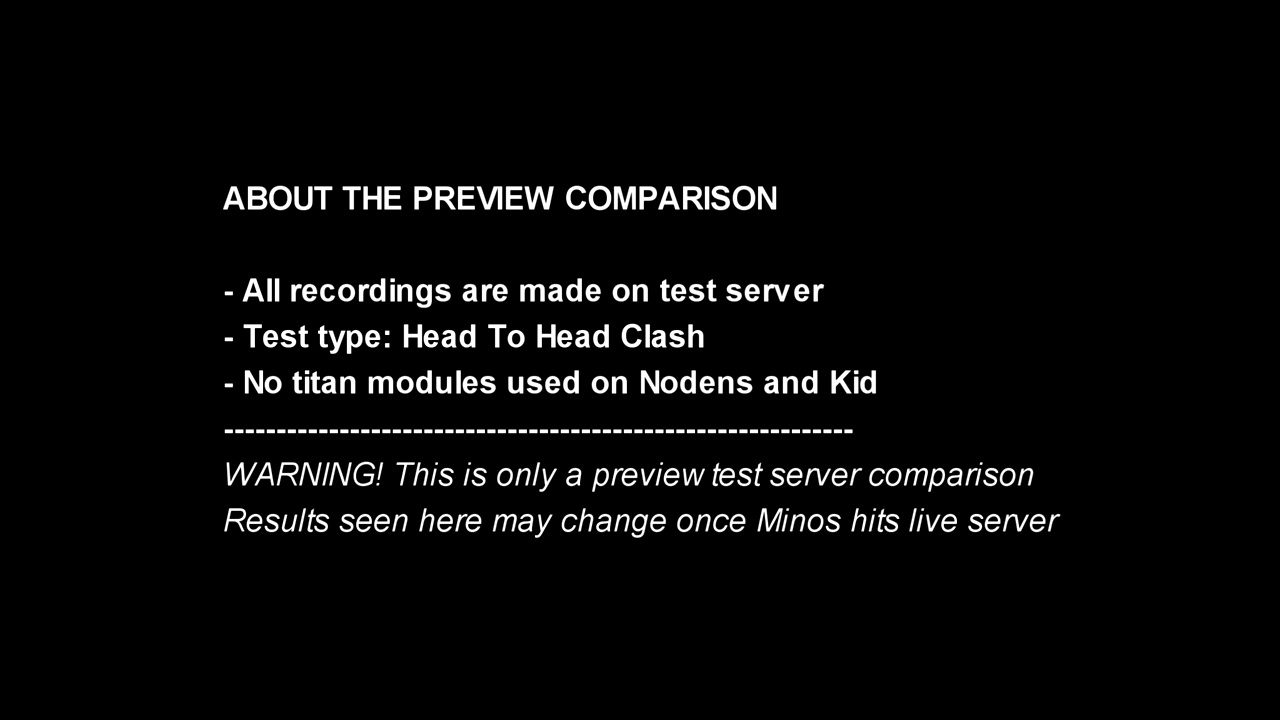 ABOUT THE PREVIEW COMPARISON
- All recordings are made on test server
- Test type: Head To Head Clash
- No titan modules used on Nodens and Kid
------------------------------------------------------------
WARNING! This is only a preview test server comparison
Results seen here may change once Minos hits live server